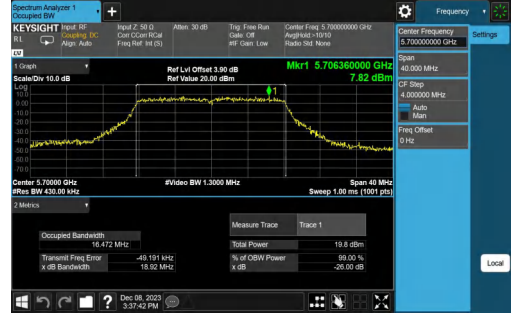 Spectrum Analyzer 1
Occupied BW
+
Frequency
KEYSIGHT
R L
Coupling: DC
Align: Auto
Input Z: 50 Ω
Corr CCorr RCal
Freq Ref: Int (S)
Atten: 30 dB
Trig: Free Run
Gate: Off
#IF Gain: Low
Center Freq: 5.700000000 GHz
Avg|Hold:>10/10
Radio Std: None
Center Frequency
5.700000000 GHz
Settings
Span
40.000 MHz
CF Step
4.000000 MHz
Auto
Man
Freq Offset
0 Hz
Local
1 Graph
Ref Lvl Offset 3.90 dB
Mkr1 5.706360000 GHz
Scale/Div 10.0 dB
Ref Value 20.00 dBm
7.82 dBm
Log
10.0
0.00
-10.0
-20.0
-30.0
-40.0
-50.0
-60.0
-70.0
1
Center 5.70000 GHz
#Video BW 1.3000 MHz
Span 40 MHz
#Res BW 430.00 kHz
Sweep 1.00 ms (1001 pts)
2 Metrics
Measure Trace
Trace 1
Occupied Bandwidth
16.472 MHz
Total Power
19.8 dBm
Transmit Freq Error
-49.191 kHz
% of OBW Power
99.00 %
x dB Bandwidth
18.92 MHz
x dB
-26.00 dB
?
Dec 08, 2023
3:37:42 PM